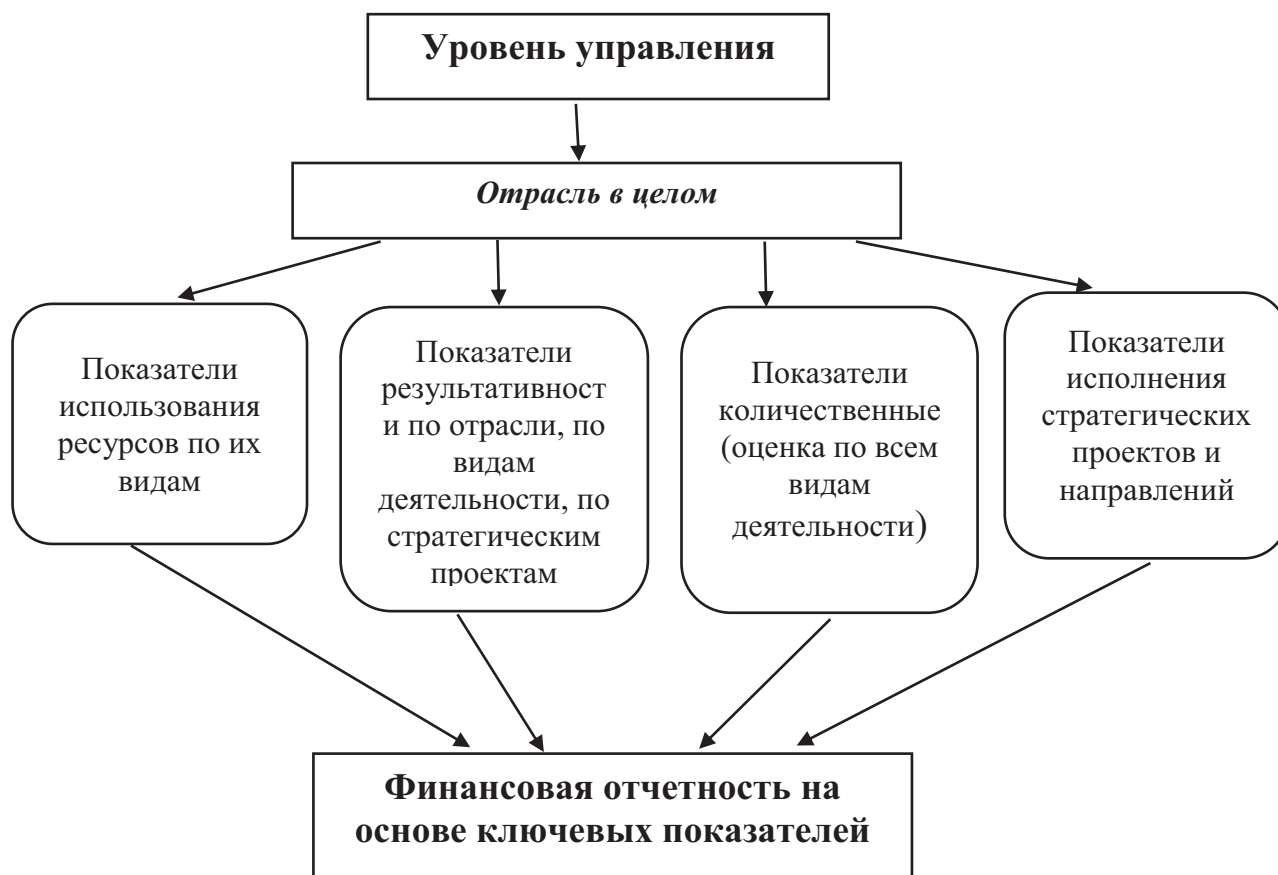 Уровень управления
Отрасль в целом
Показатели
использования
ресурсов по их
видам
Показатели
результативност
и по отрасли, по
видам
деятельности, по
стратегическим
проектам
Показатели
количественные
(оценка по всем
видам
деятельности)
Показатели
исполнения
стратегических
проектов и
направлений
Финансовая отчетность на
основе ключевых показателей